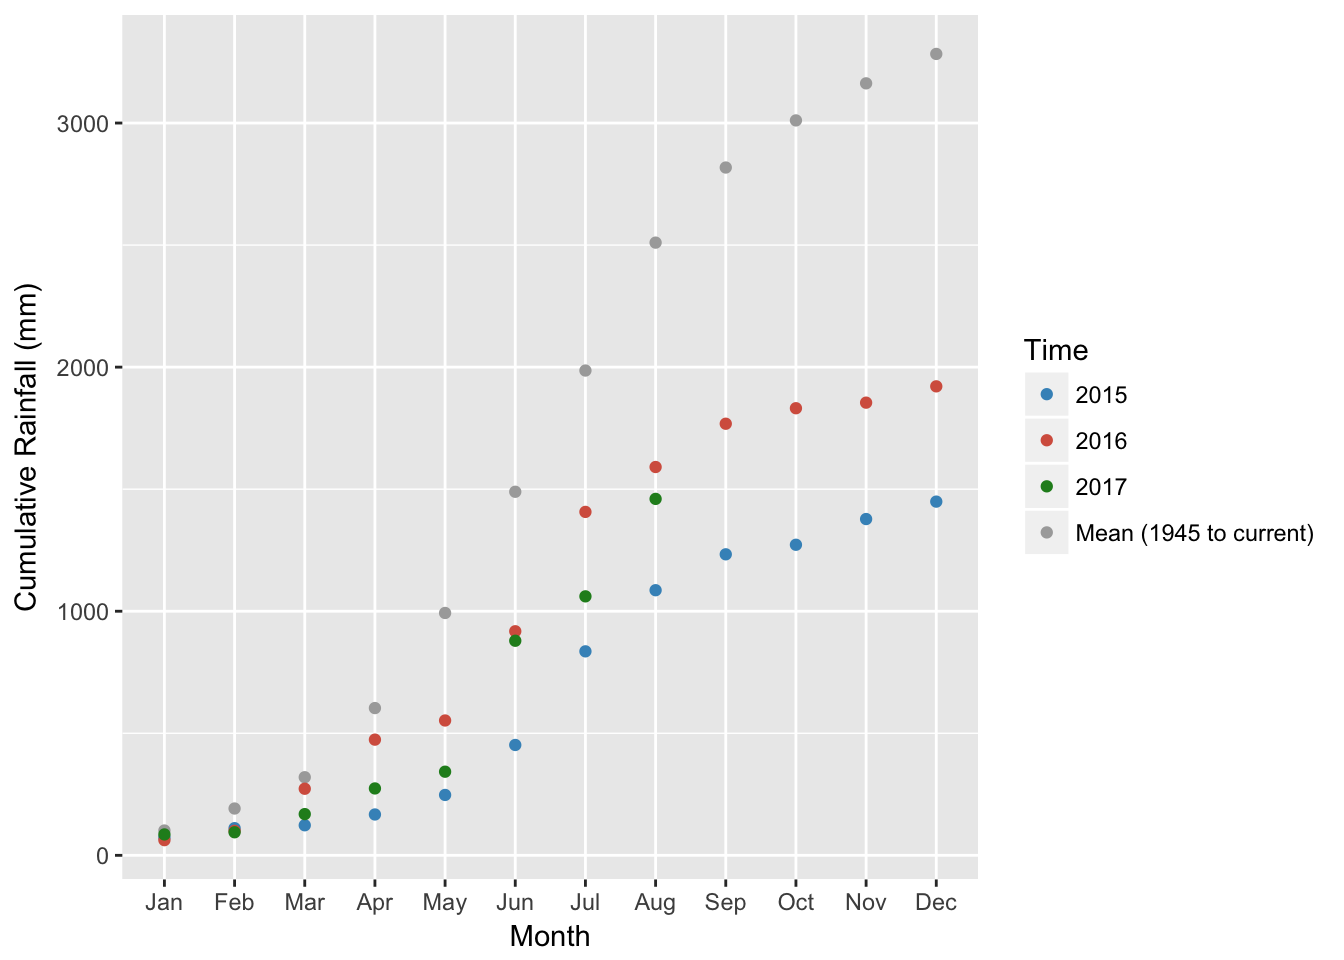 Cumulative Rainfall (mm)
3000
2000
1000
0
Jan Feb Mar Apr May Jun Jul Aug Sep Oct Nov Dec
Month
Time
2015
2016
2017
Mean (1945 to current)